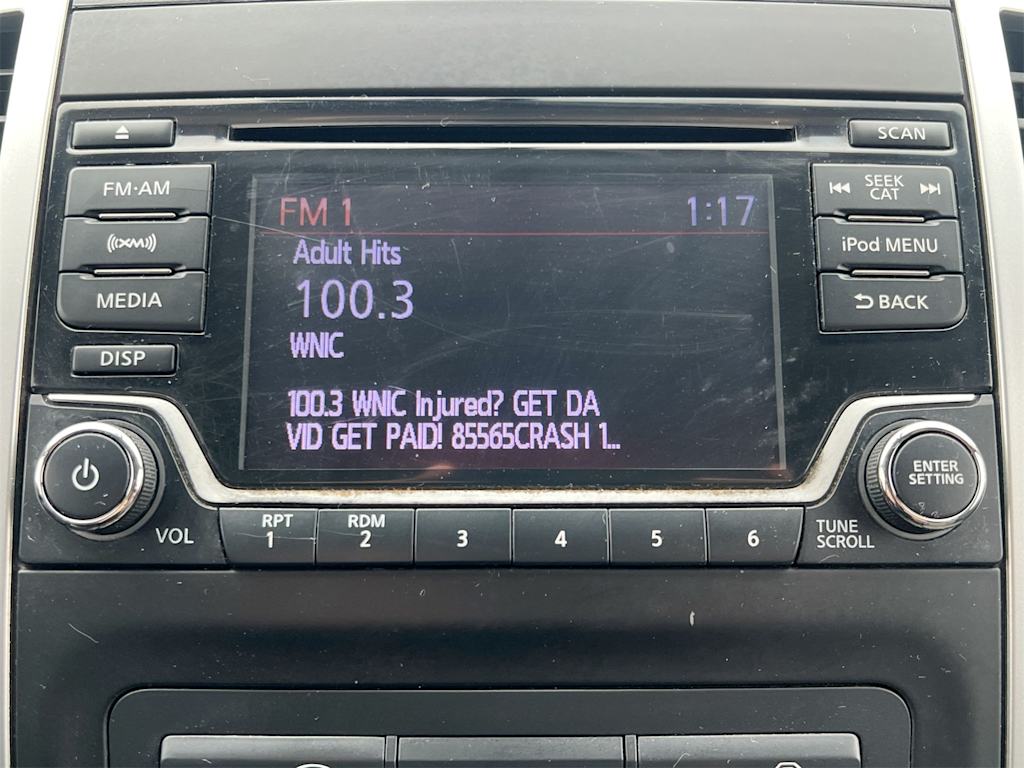 SCAN
FM·AM
SEEK
CAT
XM
iPod MENU
MEDIA
BACK
DISP
FM 1 1:17
Adult Hits
100.3
WNIC
100.3 WNIC Injured? GET DA
VID GET PAID! 85565CRASH 1...
VOL
RPT
1
RDM
2
3
4
5
6
ENTER
SETTING
TUNE
SCROLL